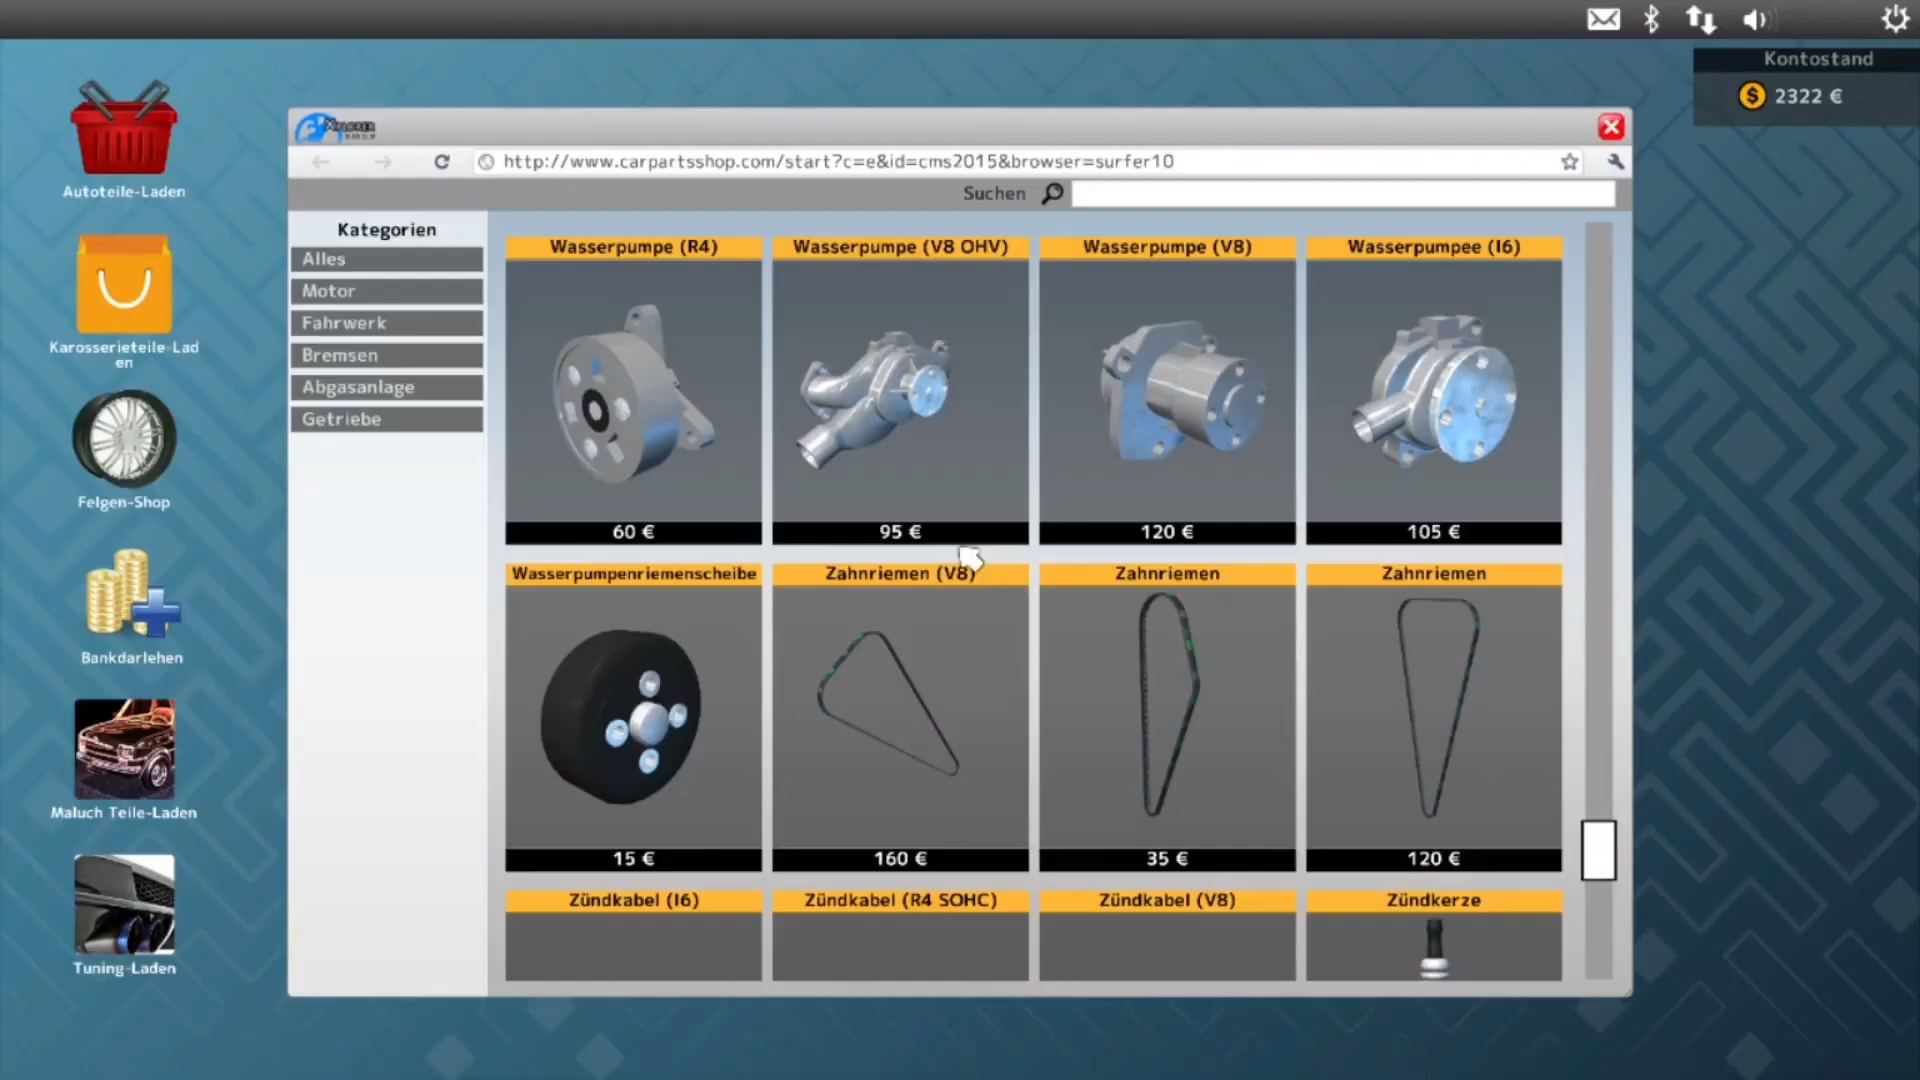 Kontostand
2322 €
Autoteile-Laden
Karosserieteile-Lad
en
Felgen-Shop
Bankdarlehen
Maluch Teile-Laden
Tuning-Laden
http://www.carpartsshop.com/start?c=e&id=cms2015&browser=surfer10
Suchen
Kategorien
Alles
Motor
Fahrwerk
Bremsen
Abgasanlage
Getriebe
Wasserpumpe (R4)
Wasserpumpe (V8 OHV)
Wasserpumpe (V8)
Wasserpumpee (I6)
60 €
95 €
120 €
105 €
Wasserpumpenriemenscheibe
Zahnriemen (V8)
Zahnriemen
Zahnriemen
15 €
160 €
35 €
120 €
Zündkabel (I6)
Zündkabel (R4 SOHC)
Zündkabel (V8)
Zündkerze